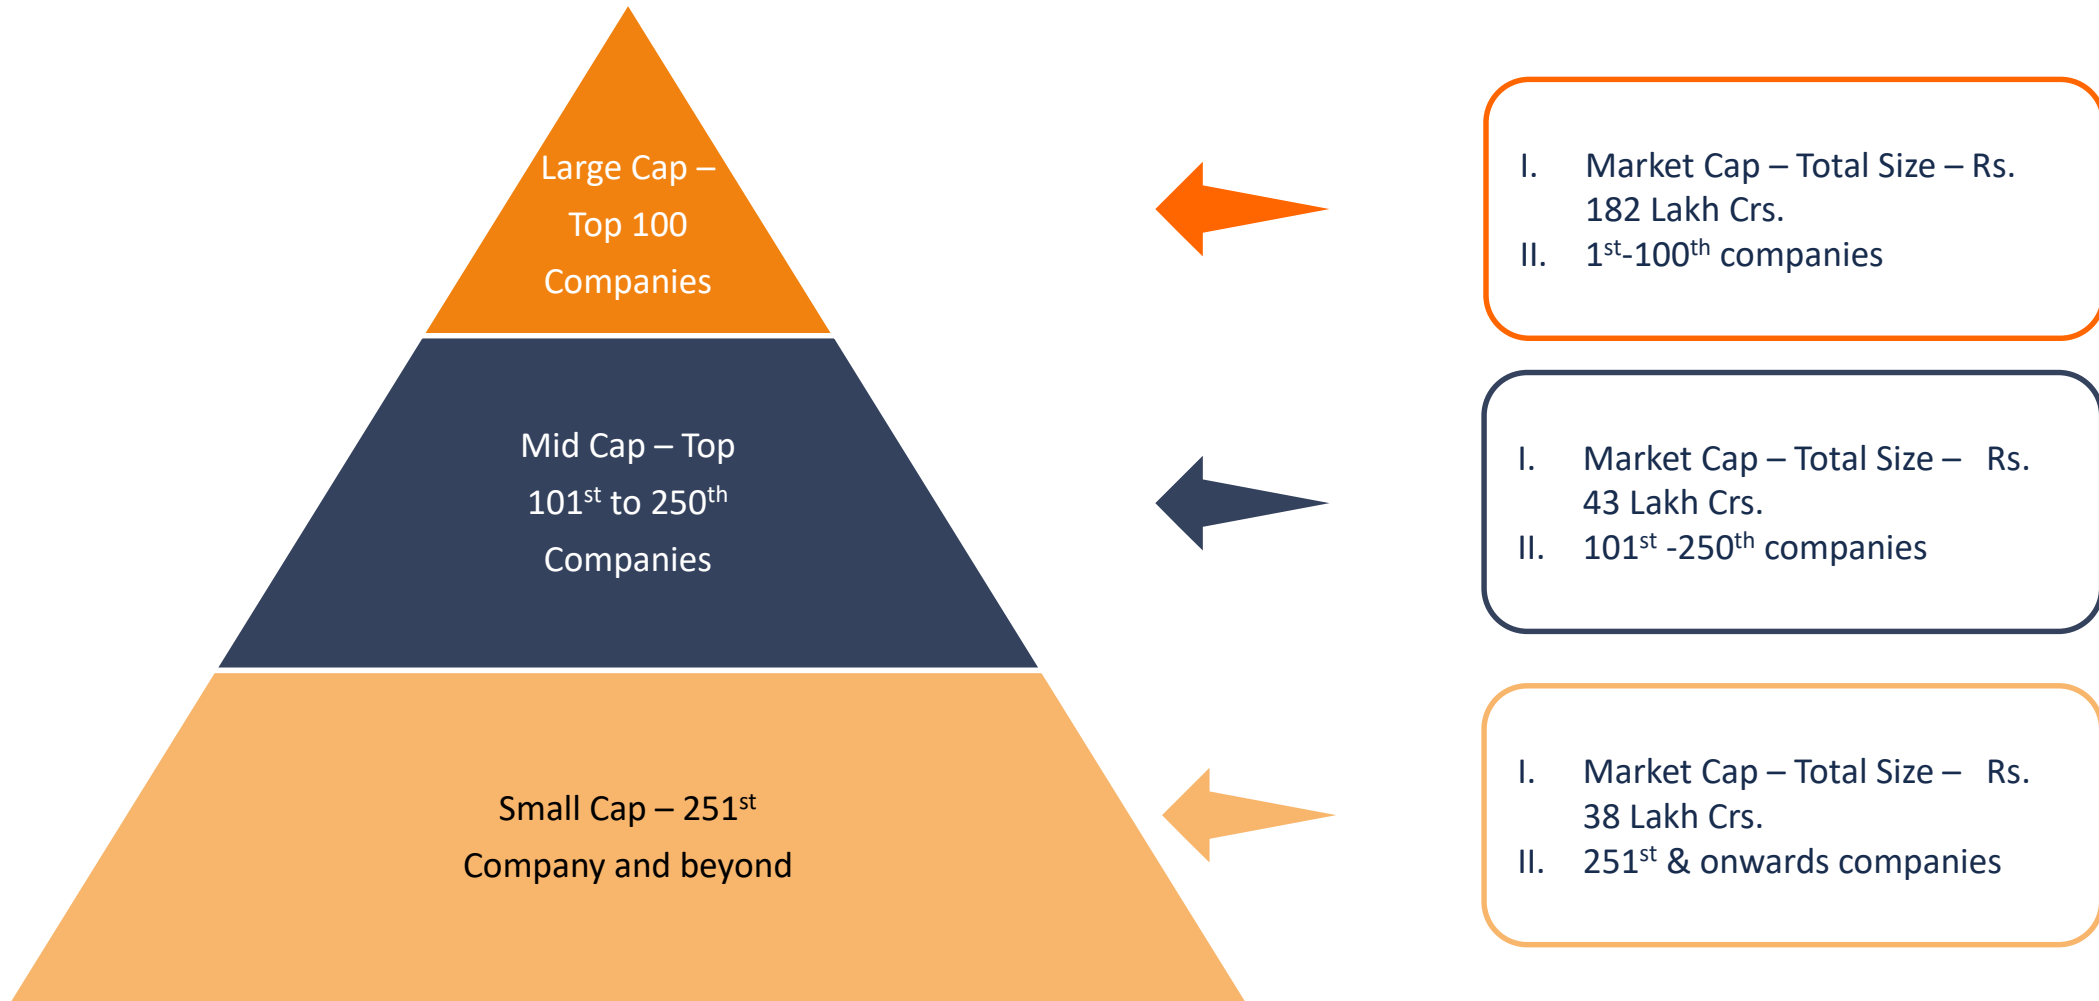 Large Cap –
Top 100
Companies
I. Market Cap – Total Size – Rs.
182 Lakh Crs.
II. 1st-100th companies
Mid Cap – Top
101st to 250th
Companies
I. Market Cap – Total Size – Rs.
43 Lakh Crs.
II. 101st -250th companies
Small Cap – 251st
Company and beyond
I. Market Cap – Total Size – Rs.
38 Lakh Crs.
II. 251st & onwards companies